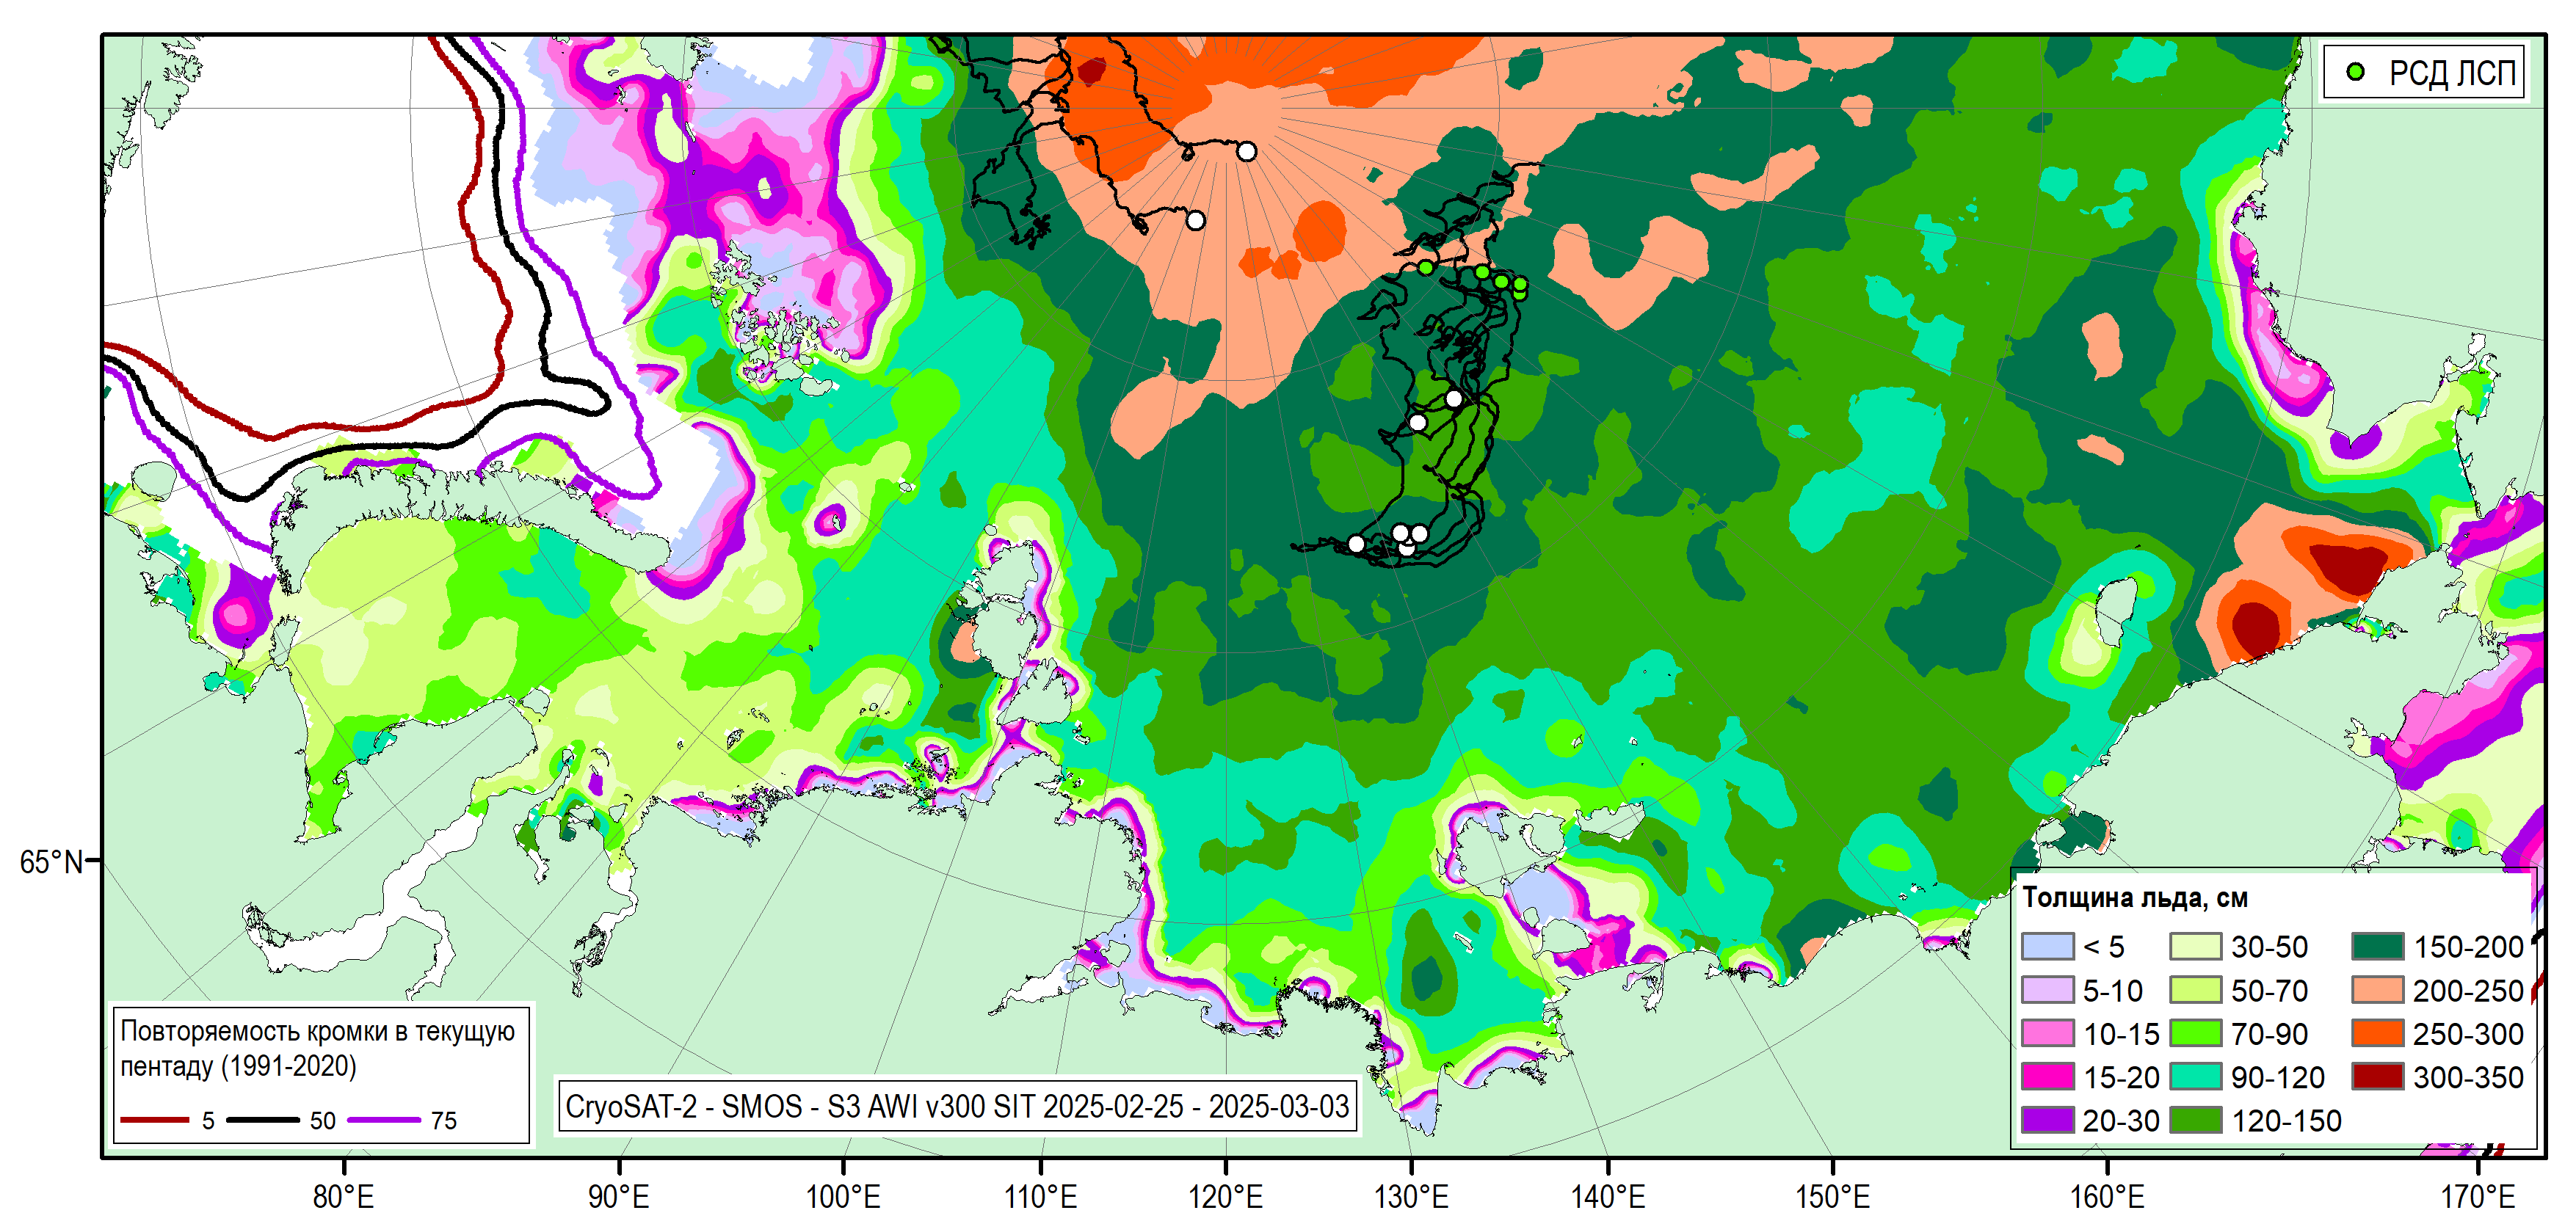 РСД ЛСП
65°N
Толщина льда, см
< 5
30-50
150-200
5-10
50-70
200-250
10-15
70-90
250-300
15-20
90-120
300-350
20-30
120-150
Повторяемость кромки в текущую
пентаду (1991-2020)
5
50
75
CryoSAT-2 - SMOS - S3 AWI v300 SIT 2025-02-25 - 2025-03-03
80°E
90°E
100°E
110°E
120°E
130°E
140°E
150°E
160°E
170°E